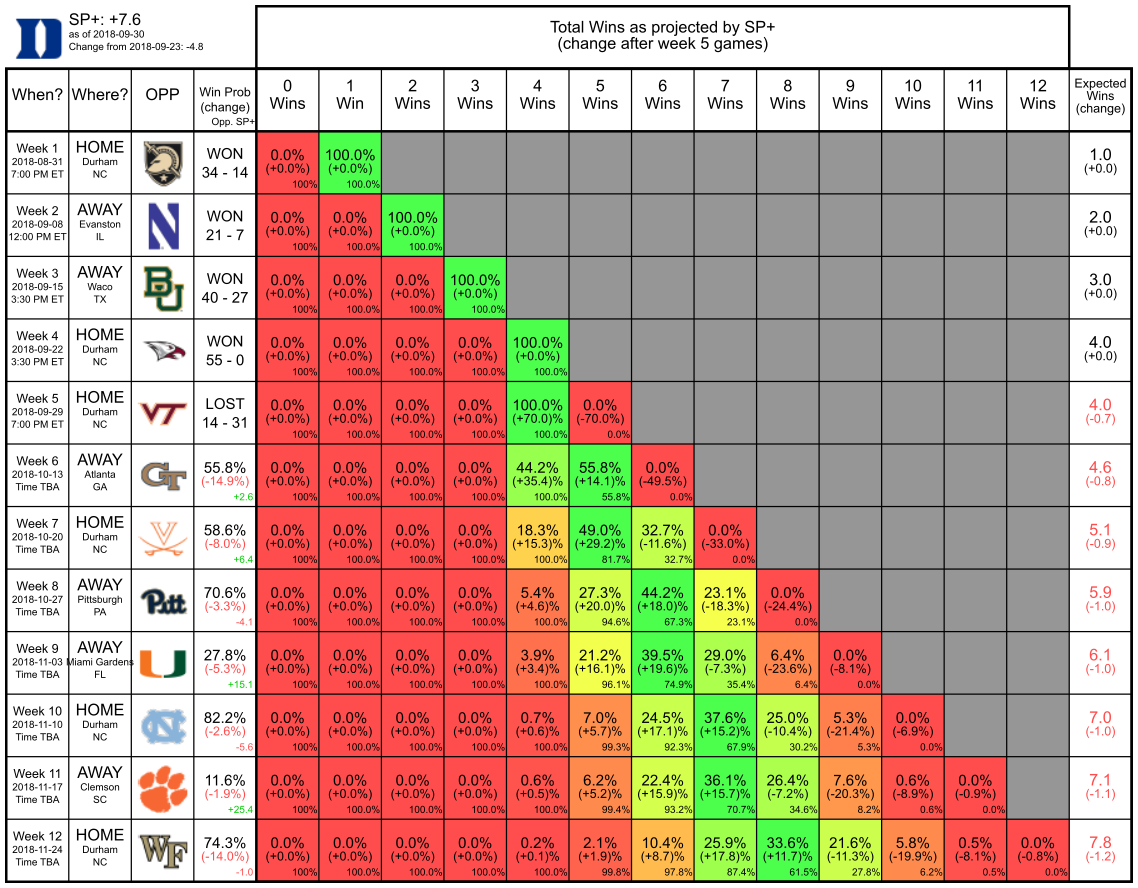 SP+: +7.6
as of 2018-09-30
Change from 2018-09-23: -4.8
Total Wins as projected by SP+
(change after week 5 games)
When? Where? OPP Win Prob (change) Opp. SP+ 0 Wins 1 Win 2 Wins 3 Wins 4 Wins 5 Wins 6 Wins 7 Wins 8 Wins 9 Wins 10 Wins 11 Wins 12 Wins Expected Wins (change)
Week 1 HOME WON 0.0% 100.0% 1.0
2018-08-31 Durham 34 - 14 (+0.0%) (+0.0%) (+0.0)
7:00 PM ET NC 100% 100.0%
Week 2 AWAY N WON 0.0% 0.0% 100.0% 2.0
2018-09-08 Evanston 21 - 7 (+0.0%) (+0.0%) (+0.0%) (+0.0)
12:00 PM ET IL 100% 100.0% 100.0%
Week 3 AWAY BU WON 0.0% 0.0% 0.0% 100.0% 3.0
2018-09-15 Waco 40 - 27 (+0.0%) (+0.0%) (+0.0%) (+0.0%) (+0.0)
3:30 PM ET TX 100% 100.0% 100.0% 100.0%
Week 4 HOME WON 0.0% 0.0% 0.0% 0.0% 100.0% 4.0
2018-09-22 Durham 55 - 0 (+0.0%) (+0.0%) (+0.0%) (+0.0%) (+0.0%) (+0.0)
3:30 PM ET NC 100% 100.0% 100.0% 100.0% 100.0%
Week 5 HOME VT LOST 0.0% 0.0% 0.0% 0.0% 100.0% 0.0% 4.0
2018-09-29 Durham 14 - 31 (+0.0%) (+0.0%) (+0.0%) (+0.0%) (+70.0)% (-70.0%) (-0.7)
7:00 PM ET NC 100% 100.0% 100.0% 100.0% 100.0% 0.0%
Week 6 AWAY GT 55.8% 0.0% 0.0% 0.0% 0.0% 44.2% 55.8% 0.0% 4.6
2018-10-13 Atlanta (-14.9%) (+0.0%) (+0.0%) (+0.0%) (+0.0%) (+35.4)% (+14.1)% (-49.5%) (-0.8)
Time TBA GA +2.6 100% 100.0% 100.0% 100.0% 100.0% 55.8% 0.0%
Week 7 HOME V 58.6% 0.0% 0.0% 0.0% 0.0% 18.3% 49.0% 32.7% 0.0% 5.1
2018-10-20 Durham (-8.0%) (+0.0%) (+0.0%) (+0.0%) (+0.0%) (+15.3)% (+29.2)% (-11.6%) (-33.0%) (-0.9)
Time TBA NC +6.4 100% 100.0% 100.0% 100.0% 100.0% 81.7% 32.7% 0.0%
Week 8 AWAY Pitt 70.6% 0.0% 0.0% 0.0% 0.0% 5.4% 27.3% 44.2% 23.1% 0.0% 5.9
2018-10-27 Pittsburgh (-3.3%) (+0.0%) (+0.0%) (+0.0%) (+0.0%) (+4.6)% (+20.0)% (+18.0)% (-18.3%) (-24.4%) (-1.0)
Time TBA PA -4.1 100% 100.0% 100.0% 100.0% 100.0% 94.6% 67.3% 23.1% 0.0%
Week 9 AWAY U 27.8% 0.0% 0.0% 0.0% 0.0% 3.9% 21.2% 39.5% 29.0% 6.4% 0.0% 6.1
2018-11-03 Miami Gardens (-5.3%) (+0.0%) (+0.0%) (+0.0%) (+0.0%) (+3.4)% (+16.1)% (+19.6)% (-7.3%) (-23.6%) (-8.1%) (-1.0)
Time TBA FL +15.1 100% 100.0% 100.0% 100.0% 100.0% 96.1% 74.9% 35.4% 6.4% 0.0%
Week 10 HOME NC 82.2% 0.0% 0.0% 0.0% 0.0% 0.7% 7.0% 24.5% 37.6% 25.0% 5.3% 0.0% 7.0
2018-11-10 Durham (-2.6%) (+0.0%) (+0.0%) (+0.0%) (+0.0%) (+0.6)% (+5.7)% (+17.1)% (+15.2)% (-10.4%) (-21.4%) (-6.9%) (-1.0)
Time TBA NC -5.6 100% 100.0% 100.0% 100.0% 100.0% 99.3% 92.3% 67.9% 30.2% 5.3% 0.0%
Week 11 AWAY 11.6% 0.0% 0.0% 0.0% 0.0% 0.6% 6.2% 22.4% 36.1% 26.4% 7.6% 0.6% 0.0% 7.1
2018-11-17 Clemson (-1.9%) (+0.0%) (+0.0%) (+0.0%) (+0.0%) (+0.5)% (+5.2)% (+15.9)% (+15.7)% (-7.2%) (-20.3%) (-8.9%) (-0.9%) (-1.1)
Time TBA SC +25.4 100% 100.0% 100.0% 100.0% 100.0% 99.4% 93.2% 70.7% 34.6% 8.2% 0.6% 0.0%
Week 12 HOME WF 74.3% 0.0% 0.0% 0.0% 0.0% 0.2% 2.1% 10.4% 25.9% 33.6% 21.6% 5.8% 0.5% 0.0% 7.8
2018-11-24 Durham (-14.0%) (+0.0%) (+0.0%) (+0.0%) (+0.0%) (+0.1)% (+1.9)% (+8.7)% (+17.8)% (+11.7)% (-11.3%) (-19.9%) (-8.1%) (-0.8%) (-1.2)
Time TBA NC -1.0 100% 100.0% 100.0% 100.0% 100.0% 99.8% 97.8% 87.4% 61.5% 27.8% 6.2% 0.5% 0.0%